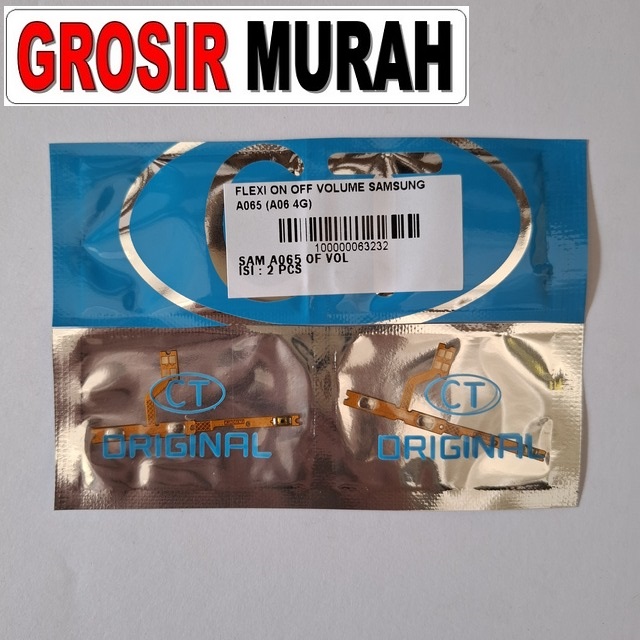 GROSIR MURAH
CT
FLEXI ON OFF VOLUME SAMSUNG
A065 (A06 4G)
100000063232
SAM A065 OF VOL
ISI : 2 PCS
CT
ORIGINAL
CT
ORIGINAL